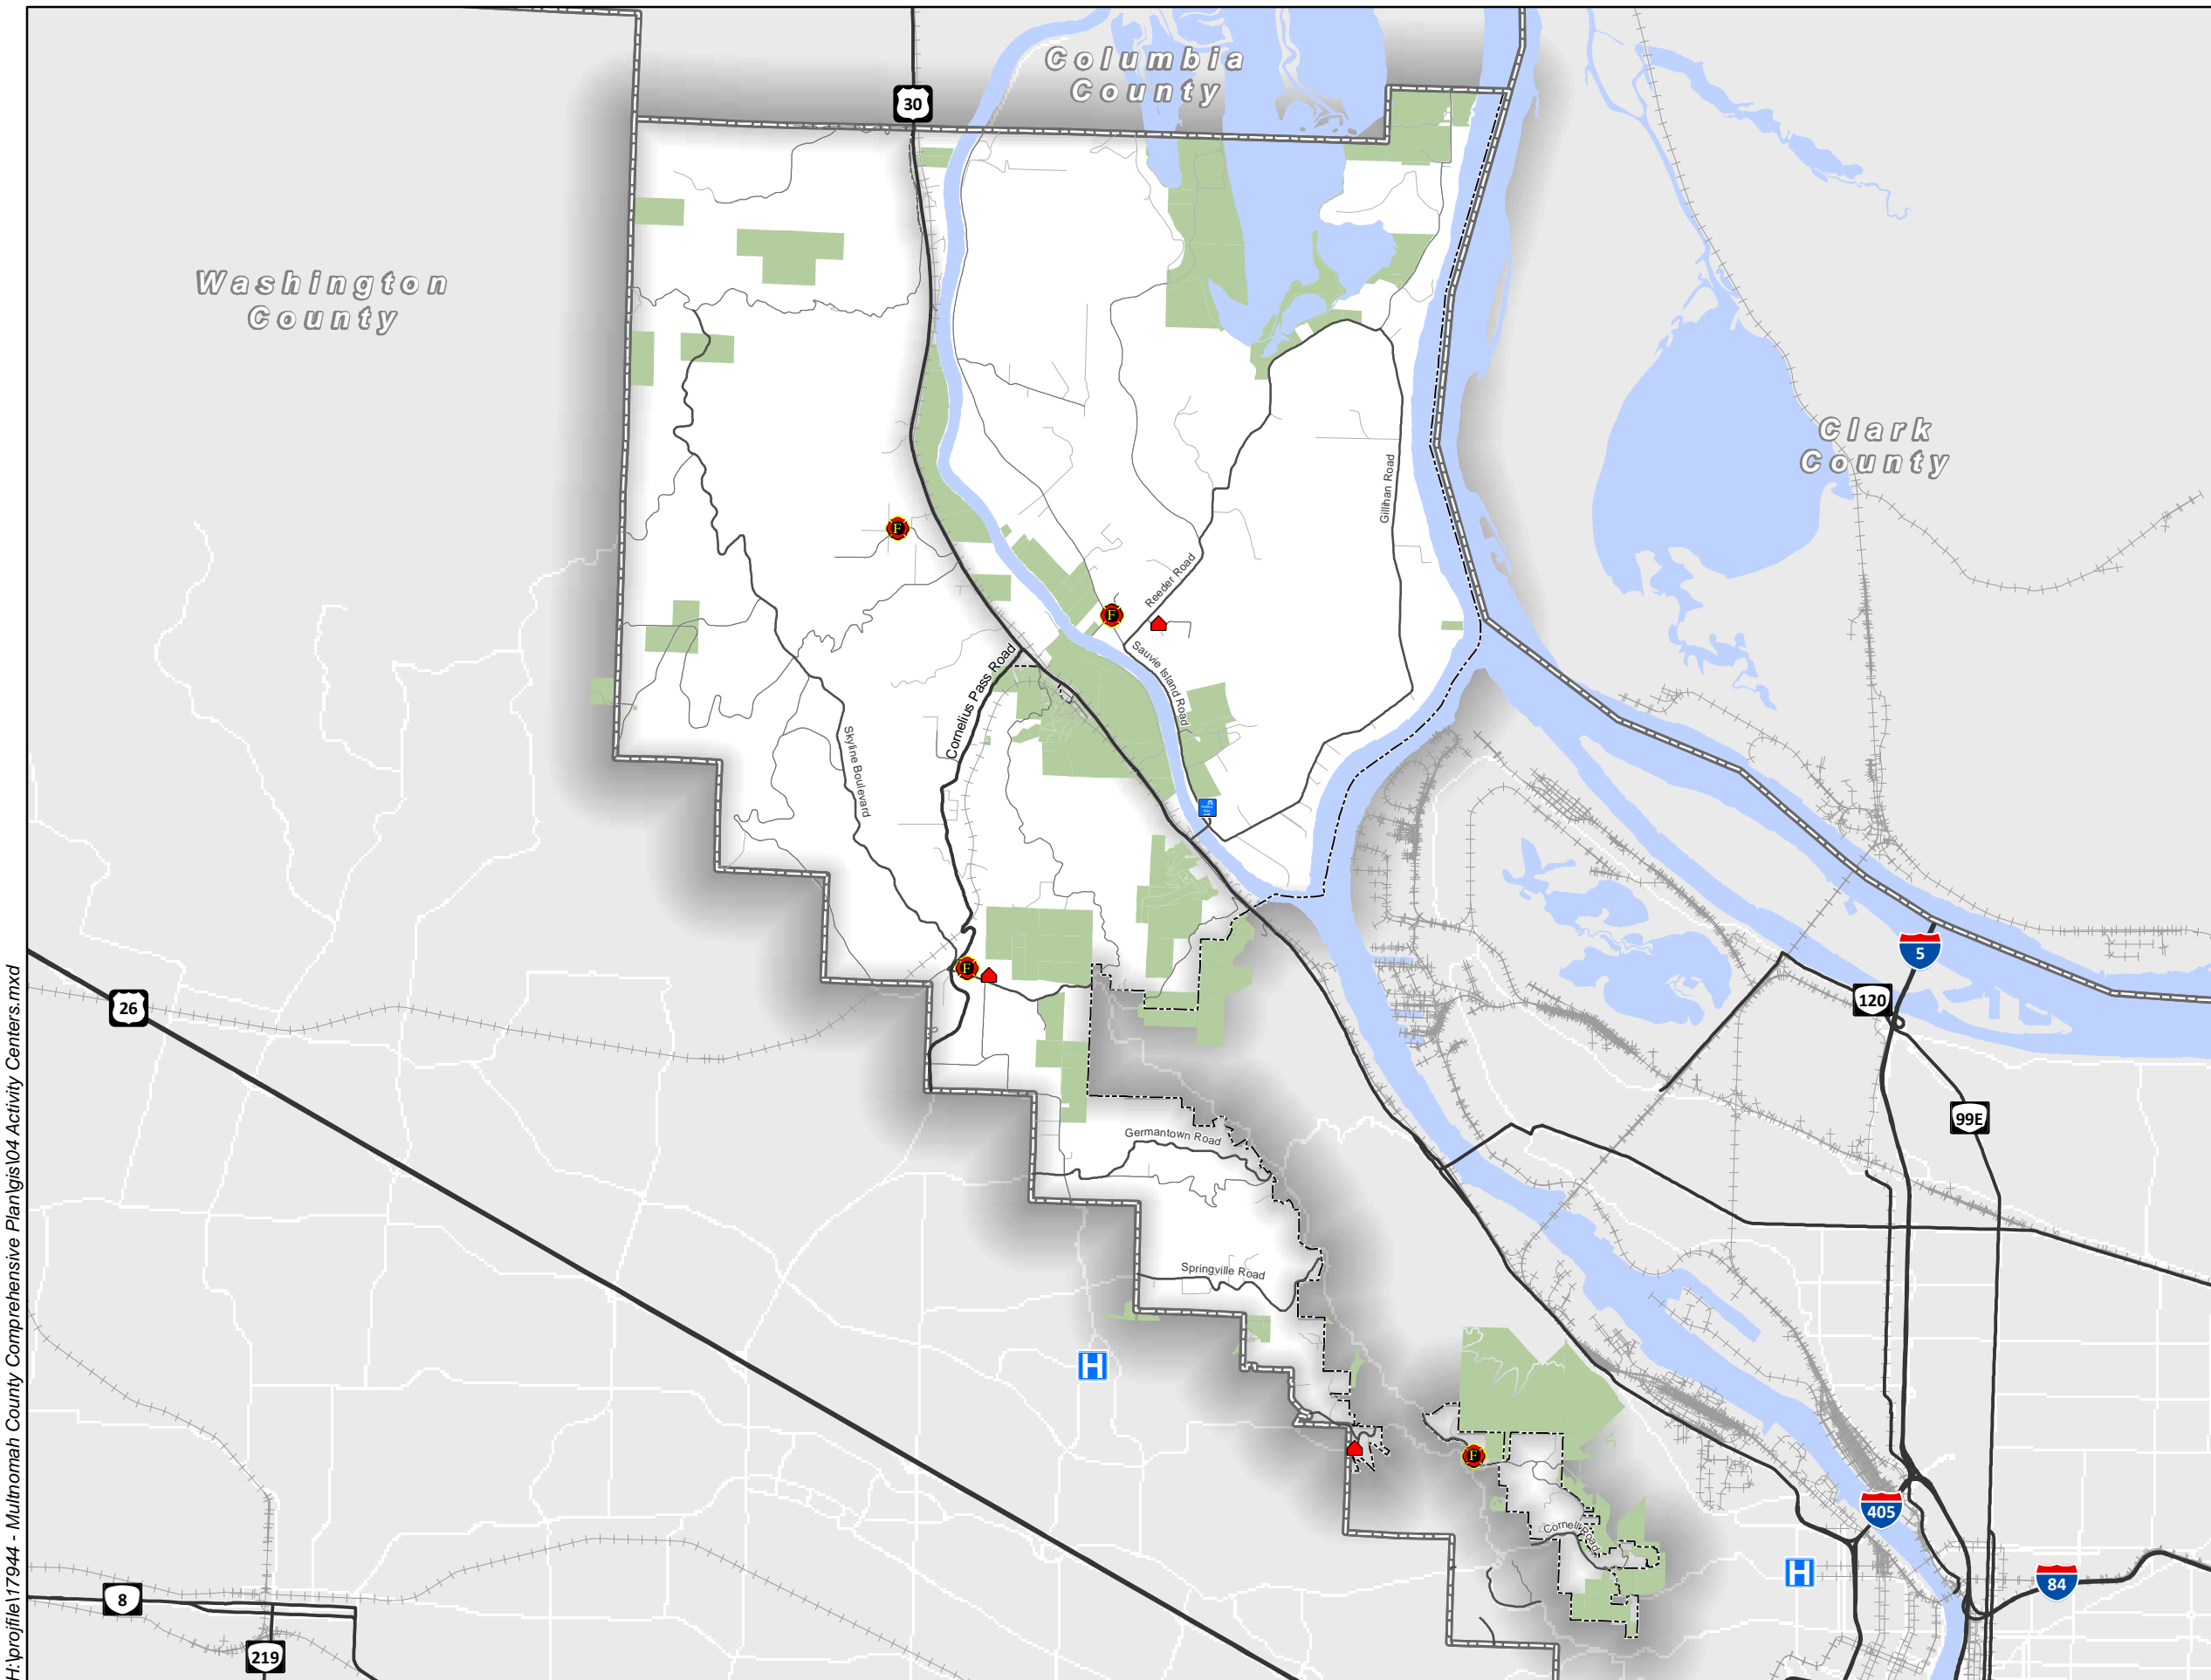 Columbia
County
30
Washington
County
Clark
County
Gillihan Road
F
Reeder Road
F
Sauvie Island Road
Cornelius Pass Road
Skyline Boulevard
F
5
120
26
99E
Germantown Road
Springville Road
H
F
405
Cornell Road
H
84
8
219
H:\projfile\17944 - Multnomah County Comprehensive Plan\gis\04 Activity Centers.mxd